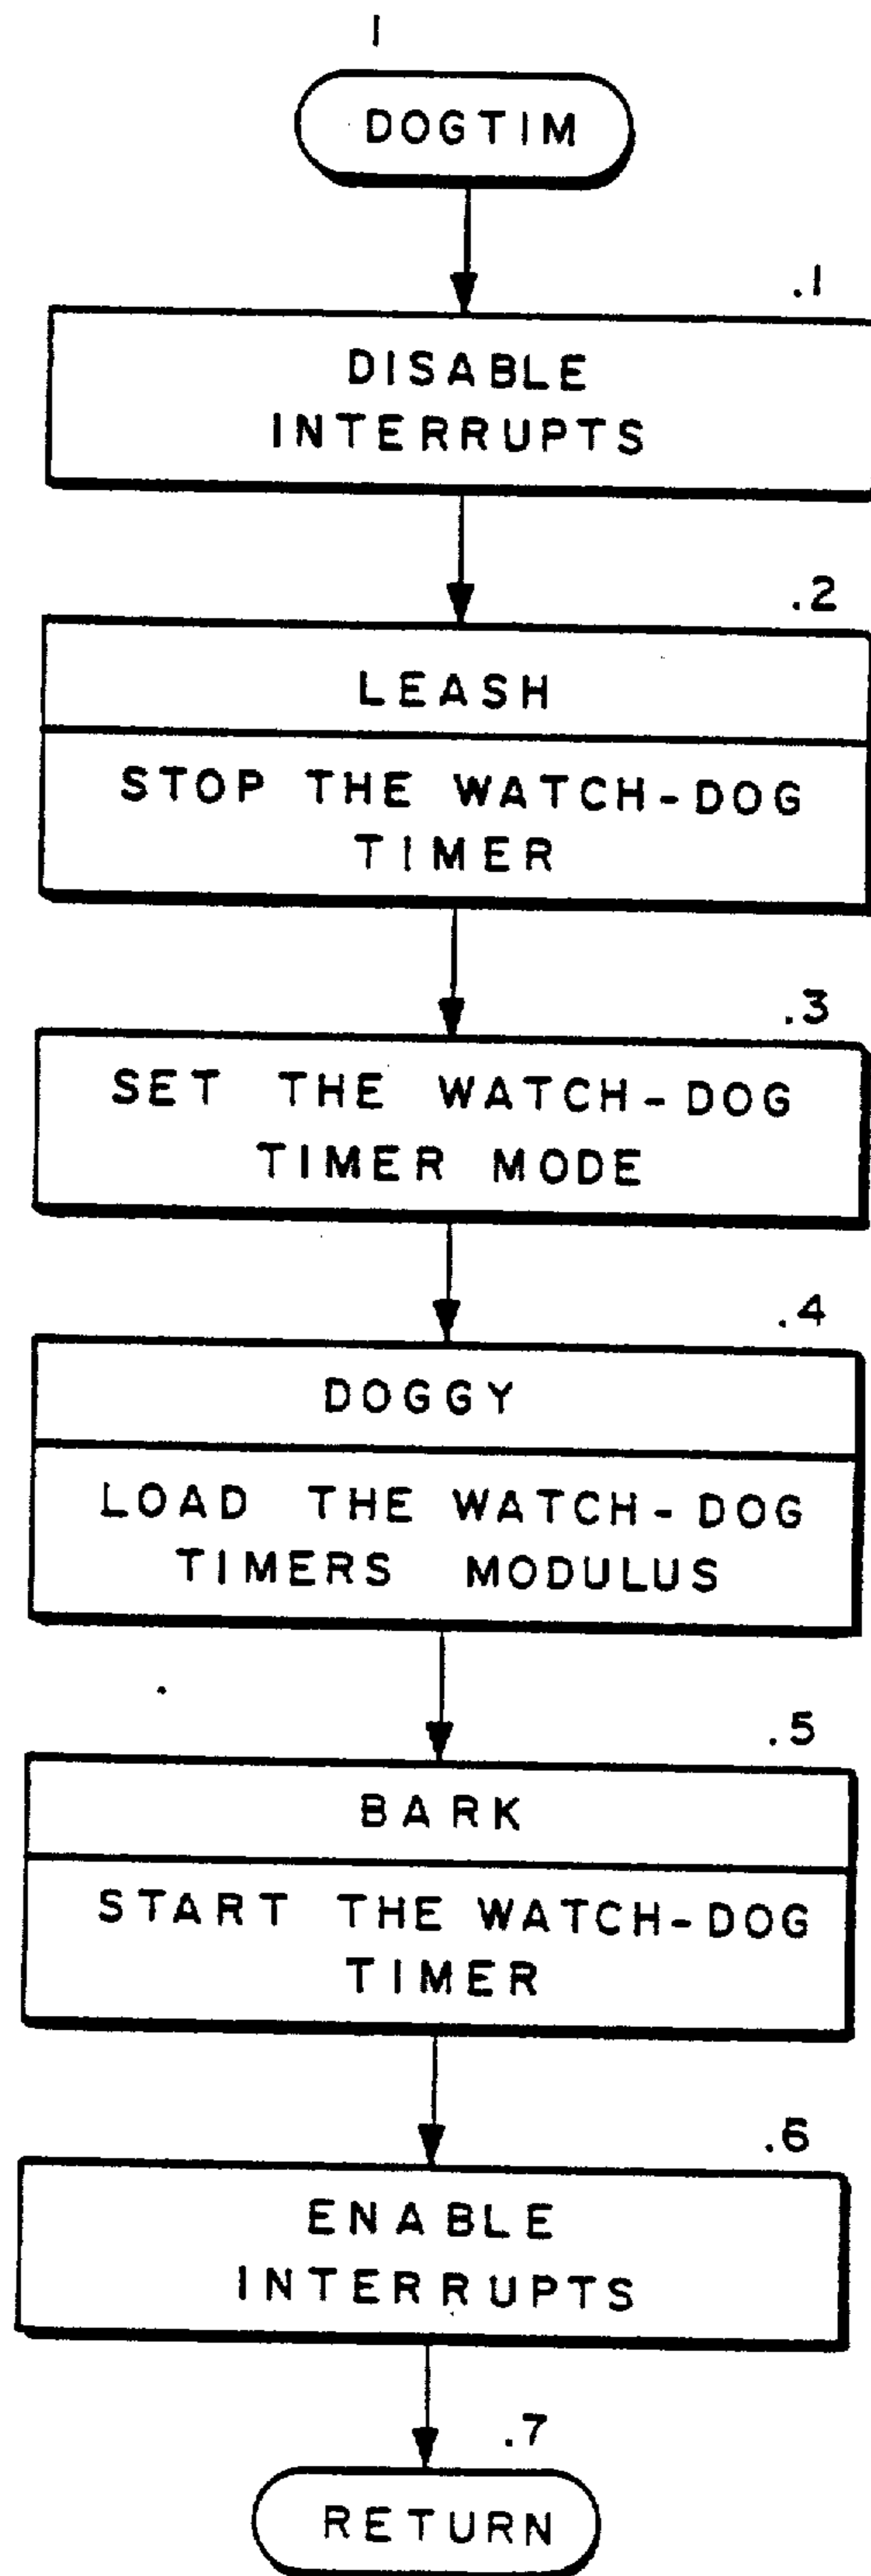 1
DOGTIM
.1
DISABLE
INTERRUPTS
.2
LEASH
STOP THE WATCH-DOG
TIMER
.3
SET THE WATCH-DOG
TIMER MODE
.4
DOGGY
LOAD THE WATCH-DOG
TIMERS MODULUS
.5
BARK
START THE WATCH-DOG
TIMER
.6
ENABLE
INTERRUPTS
.7
RETURN